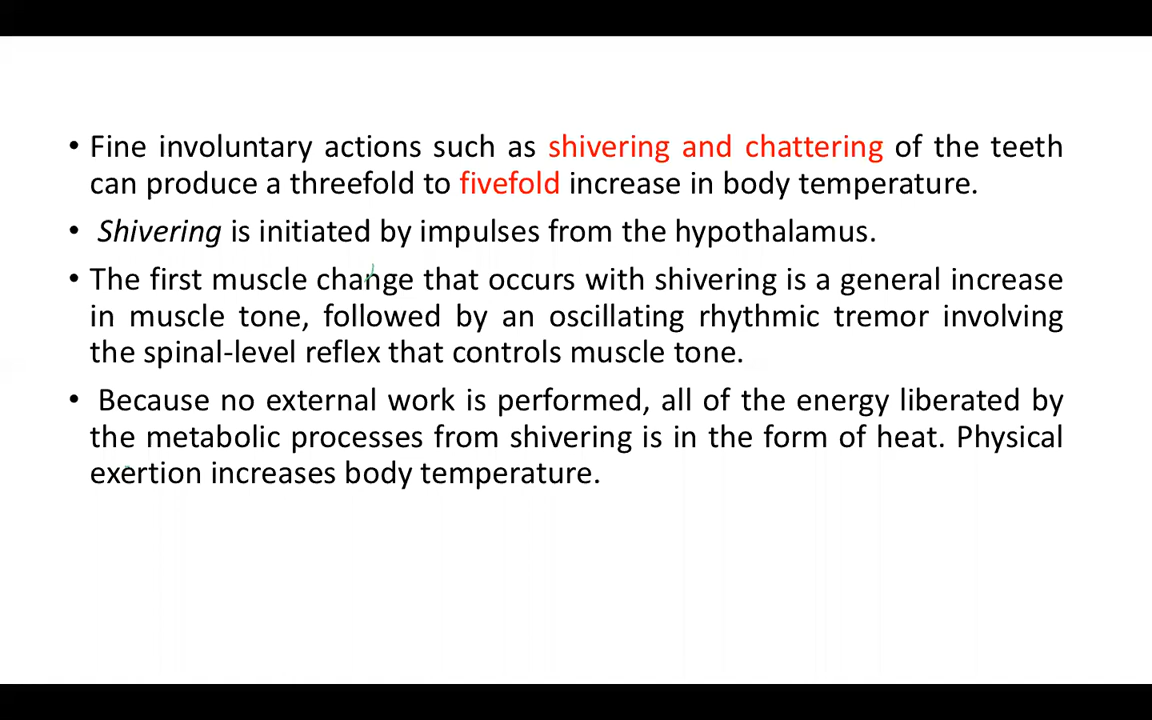 • Fine involuntary actions such as shivering and chattering of the teeth
can produce a threefold to fivefold increase in body temperature.
• Shivering is initiated by impulses from the hypothalamus.
• The first muscle change that occurs with shivering is a general increase
in muscle tone, followed by an oscillating rhythmic tremor involving
the spinal-level reflex that controls muscle tone.
• Because no external work is performed, all of the energy liberated by
the metabolic processes from shivering is in the form of heat. Physical
exertion increases body temperature.